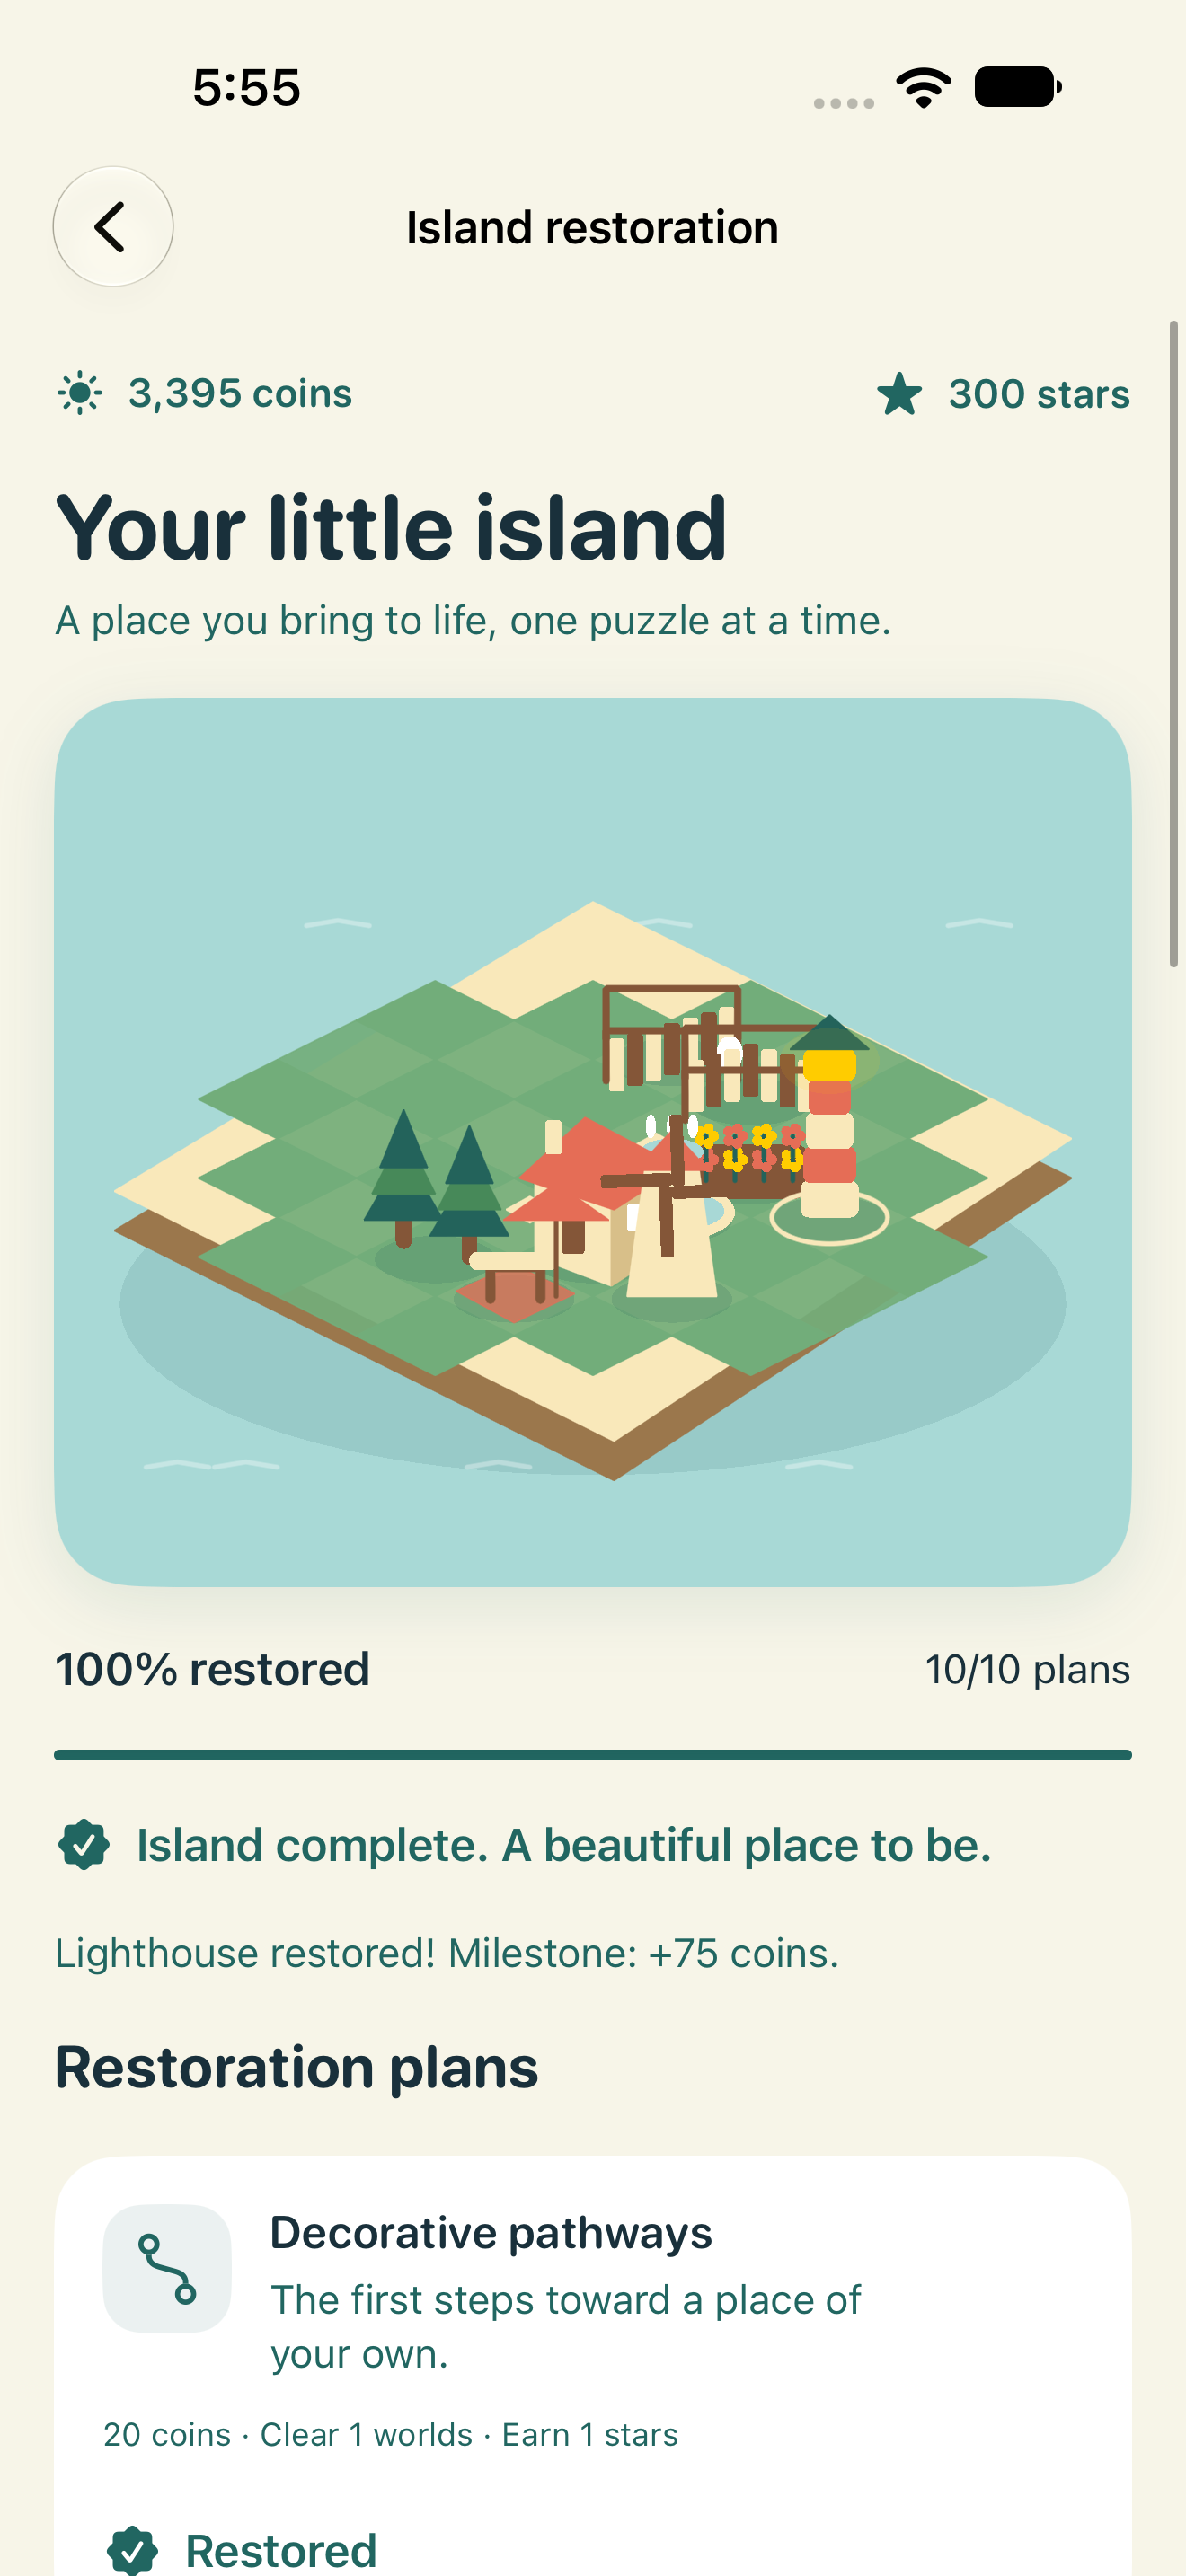 5:55
Island restoration
3,395 coins
300 stars
Your little island
A place you bring to life, one puzzle at a time.
100% restored
10/10 plans
Island complete. A beautiful place to be.
Lighthouse restored! Milestone: +75 coins.
Restoration plans
Decorative pathways
The first steps toward a place of
your own.
20 coins · Clear 1 worlds · Earn 1 stars
Restored